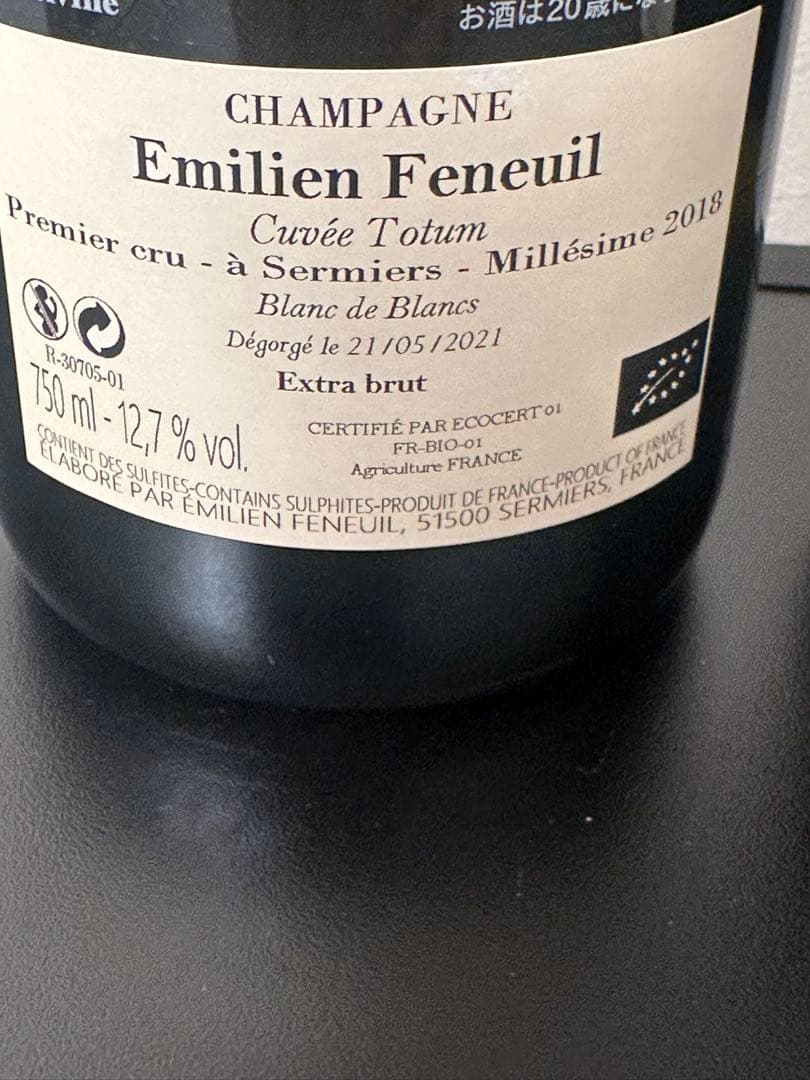 お酒は20歳に
CHAMPAGNE
Emilien Feneuil
Cuvée Totum
Premier cru - à Sermiers - Millésime 2018
Blanc de Blancs
Dégorgé le 21/05/2021
Extra brut
R-30705-01
750 ml - 12,7 % vol.
CERTIFIÉ PAR ECOCERT 01
FR-BIO-01
Agriculture FRANCE
CONTIENT DES SULFITES-CONTAINS SULPHITES-PRODUIT DE FRANCE-PRODUCT OF FRANCE
ÉLABORÉ PAR ÉMILIEN FENEUIL, 51500 SERMIERS, FRANCE